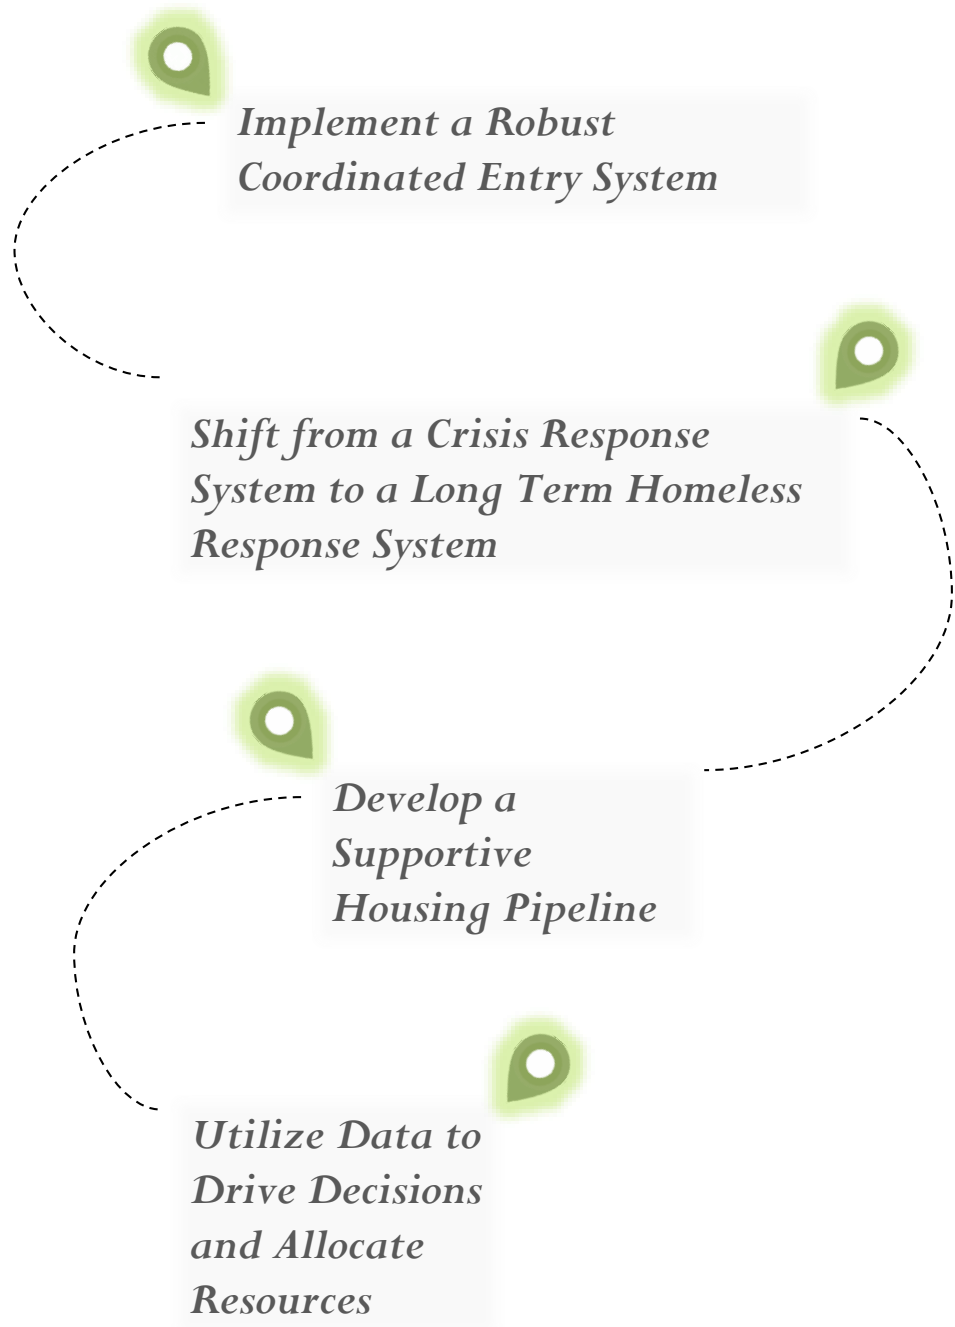 Implement a Robust
Coordinated Entry System
Shift from a Crisis Response
System to a Long Term Homeless
Response System
Develop a
Supportive
Housing Pipeline
Utilize Data to
Drive Decisions
and Allocate
Resources